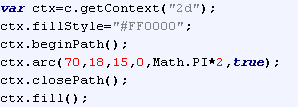 var ctx=c.getContext("2d");
ctx.fillStyle="#FF0000";
ctx.beginPath();
ctx.arc(70,18,15,0,Math.PI*2,true);
ctx.closePath();
ctx.fill();